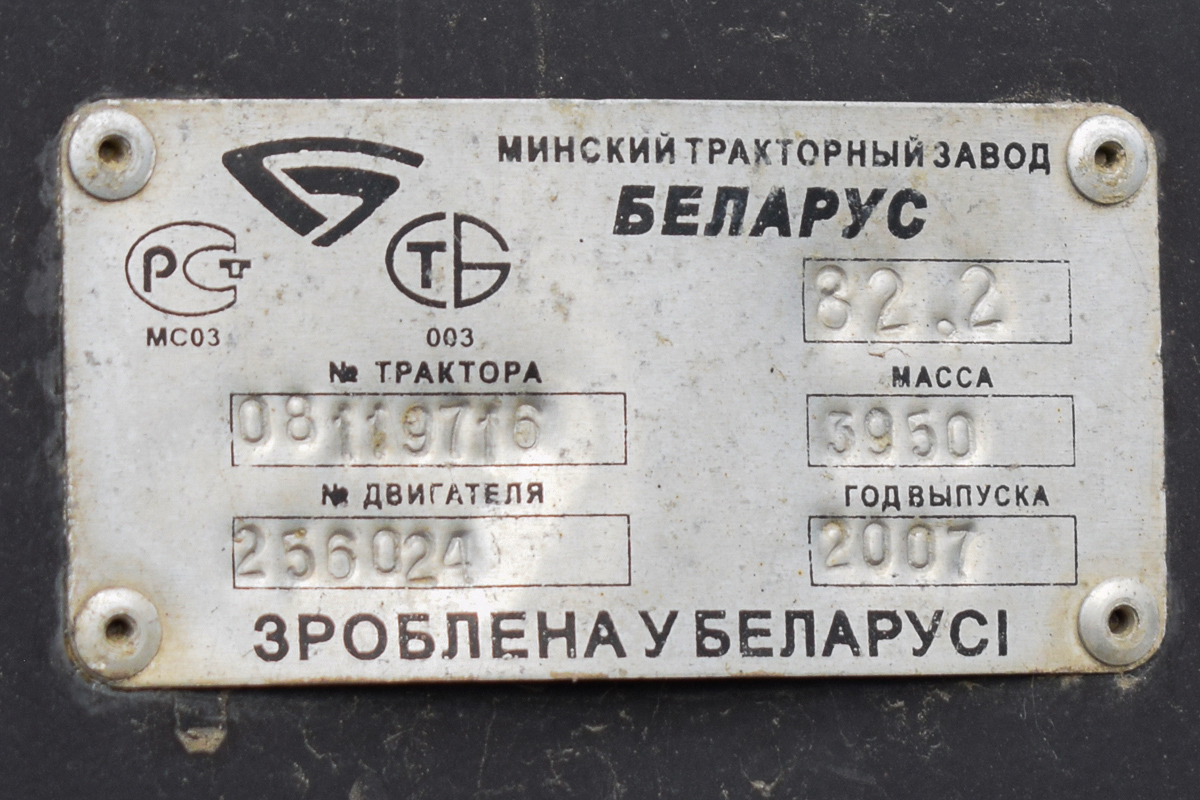 МИНСКИЙ ТРАКТОРНЫЙ ЗАВОД
БЕЛАРУС
РСТ
МС03
ТБ
003
82.2
№ ТРАКТОРА
08119716
МАССА
3950
№ ДВИГАТЕЛЯ
256024
ГОД ВЫПУСКА
2007
ЗРОБЛЕНА У БЕЛАРУСІ